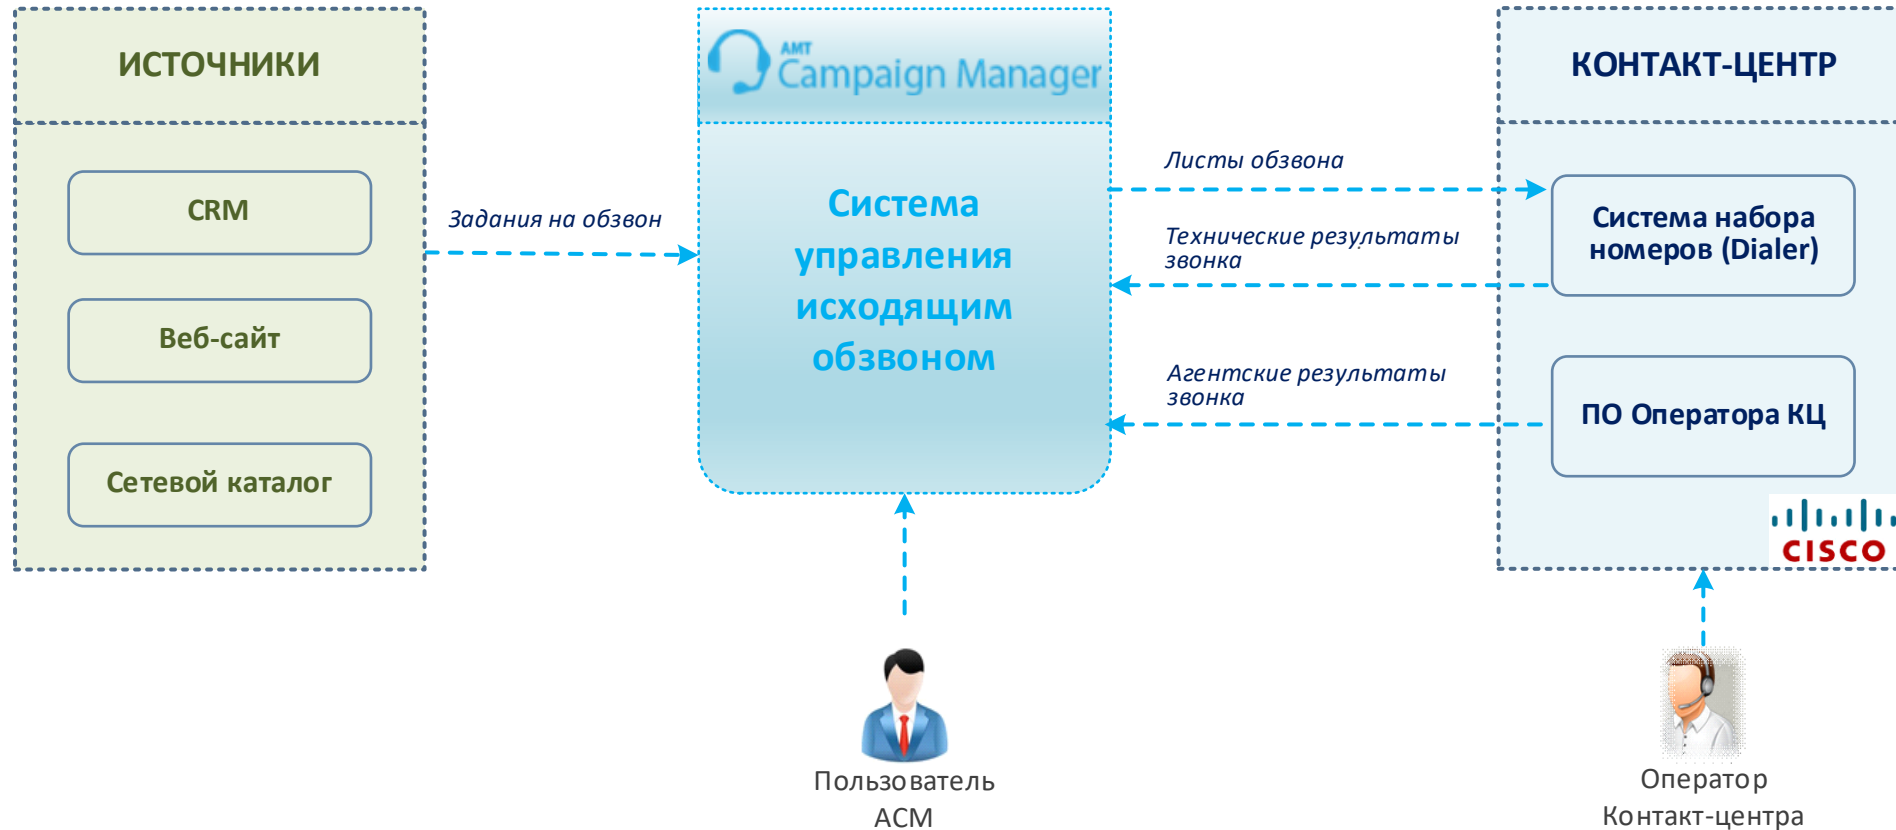 ИСТОЧНИКИ
CRM
Веб-сайт
Сетевой каталог
Задания на обзвон
AMT
Campaign Manager
Система
управления
исходящим
обзвоном
Листы обзвона
Технические результаты
звонка
Агентские результаты
звонка
КОНТАКТ-ЦЕНТР
Система набора
номеров (Dialer)
ПО Оператора КЦ
CISCO
Пользователь
ACM
Оператор
Контакт-центра